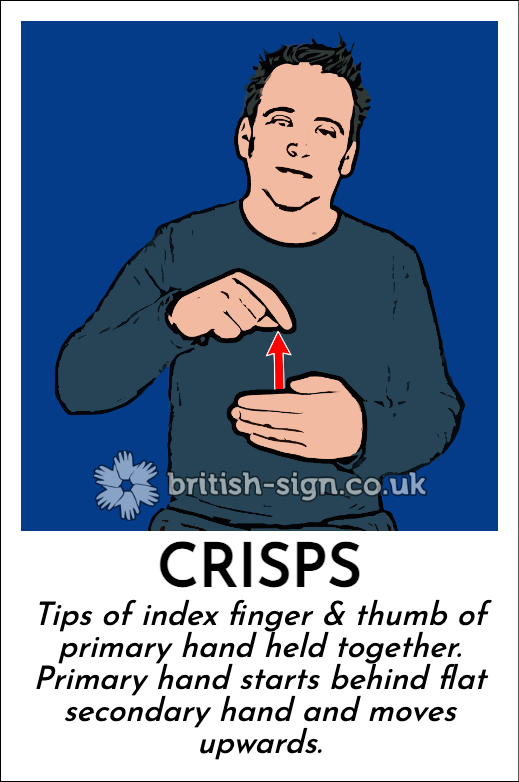 british-sign.co.uk
CRISPS
Tips of index finger & thumb of
primary hand held together.
Primary hand starts behind flat
secondary hand and moves
upwards.